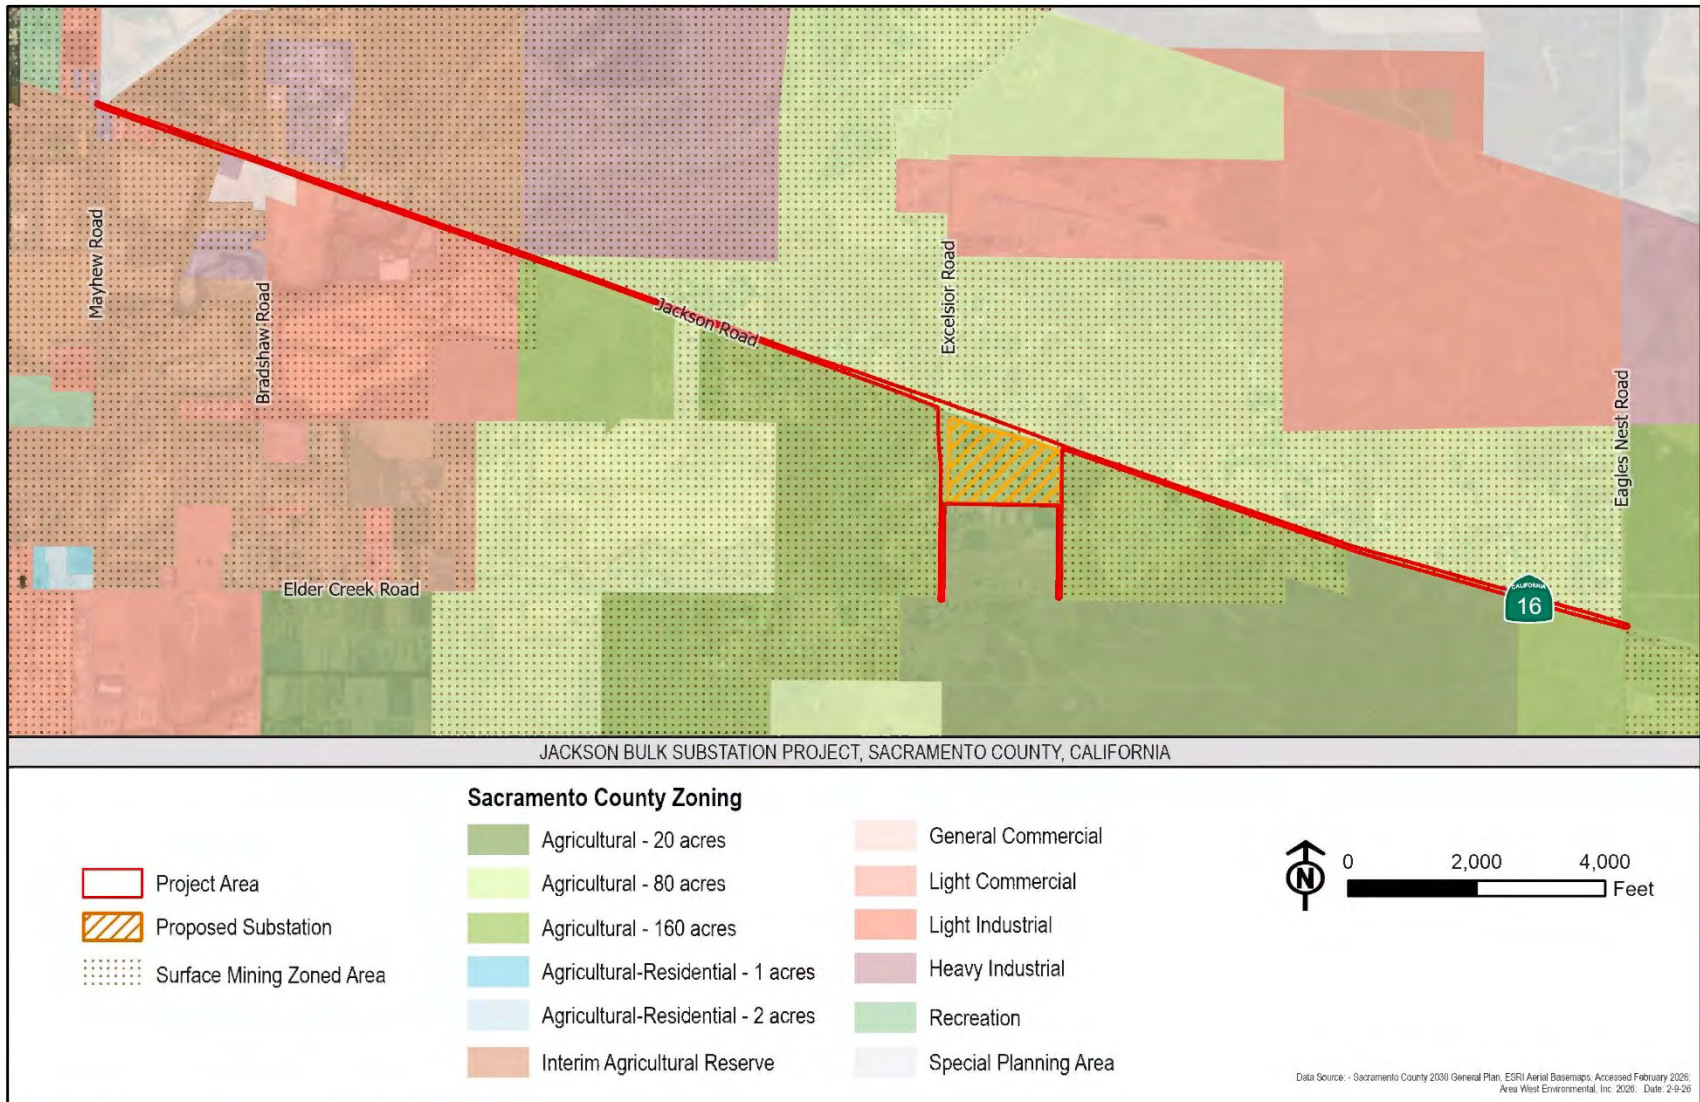 Mayhew Road
Bradshaw Road
Jackson Road
Excelsior Road
Eagles Nest Road
Elder Creek Road
CALIFORNIA
16
JACKSON BULK SUBSTATION PROJECT, SACRAMENTO COUNTY, CALIFORNIA
Project Area
Proposed Substation
Surface Mining Zoned Area
Sacramento County Zoning
Agricultural - 20 acres
Agricultural - 80 acres
Agricultural - 160 acres
Agricultural-Residential - 1 acres
Agricultural-Residential - 2 acres
Interim Agricultural Reserve
General Commercial
Light Commercial
Light Industrial
Heavy Industrial
Recreation
Special Planning Area
N
0 2,000 4,000
Feet
Data Source: - Sacramento County 2030 General Plan, ESRI Aerial Basemaps, Accessed February 2026;
Area West Environmental, Inc. 2026; Date: 2-9-26